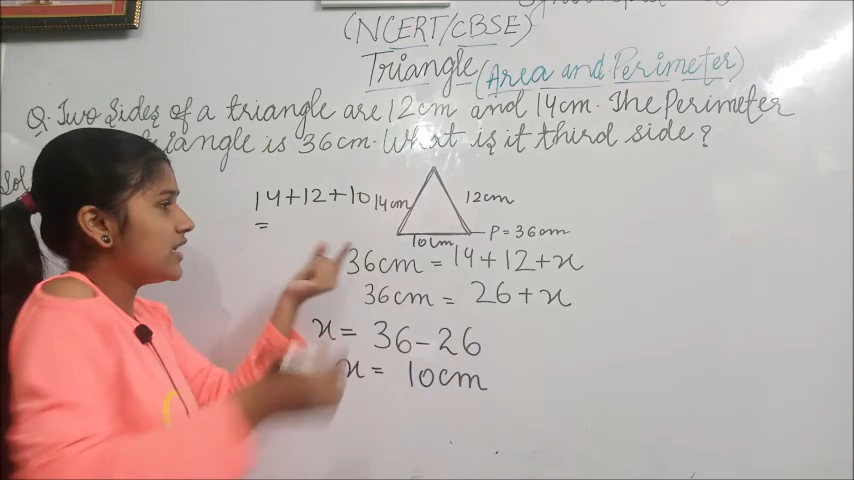 (NCERT/CBSE)
Triangle (Area and Perimeter)
Q. Two sides of a triangle are 12cm and 14cm. The Perimeter
iangle is 36cm. What is it third side?
Sol
14+12+10
=
14cm
12cm
10cm
P=36cm
36cm = 14+12+x
36cm = 26+x
x = 36-26
x = 10cm